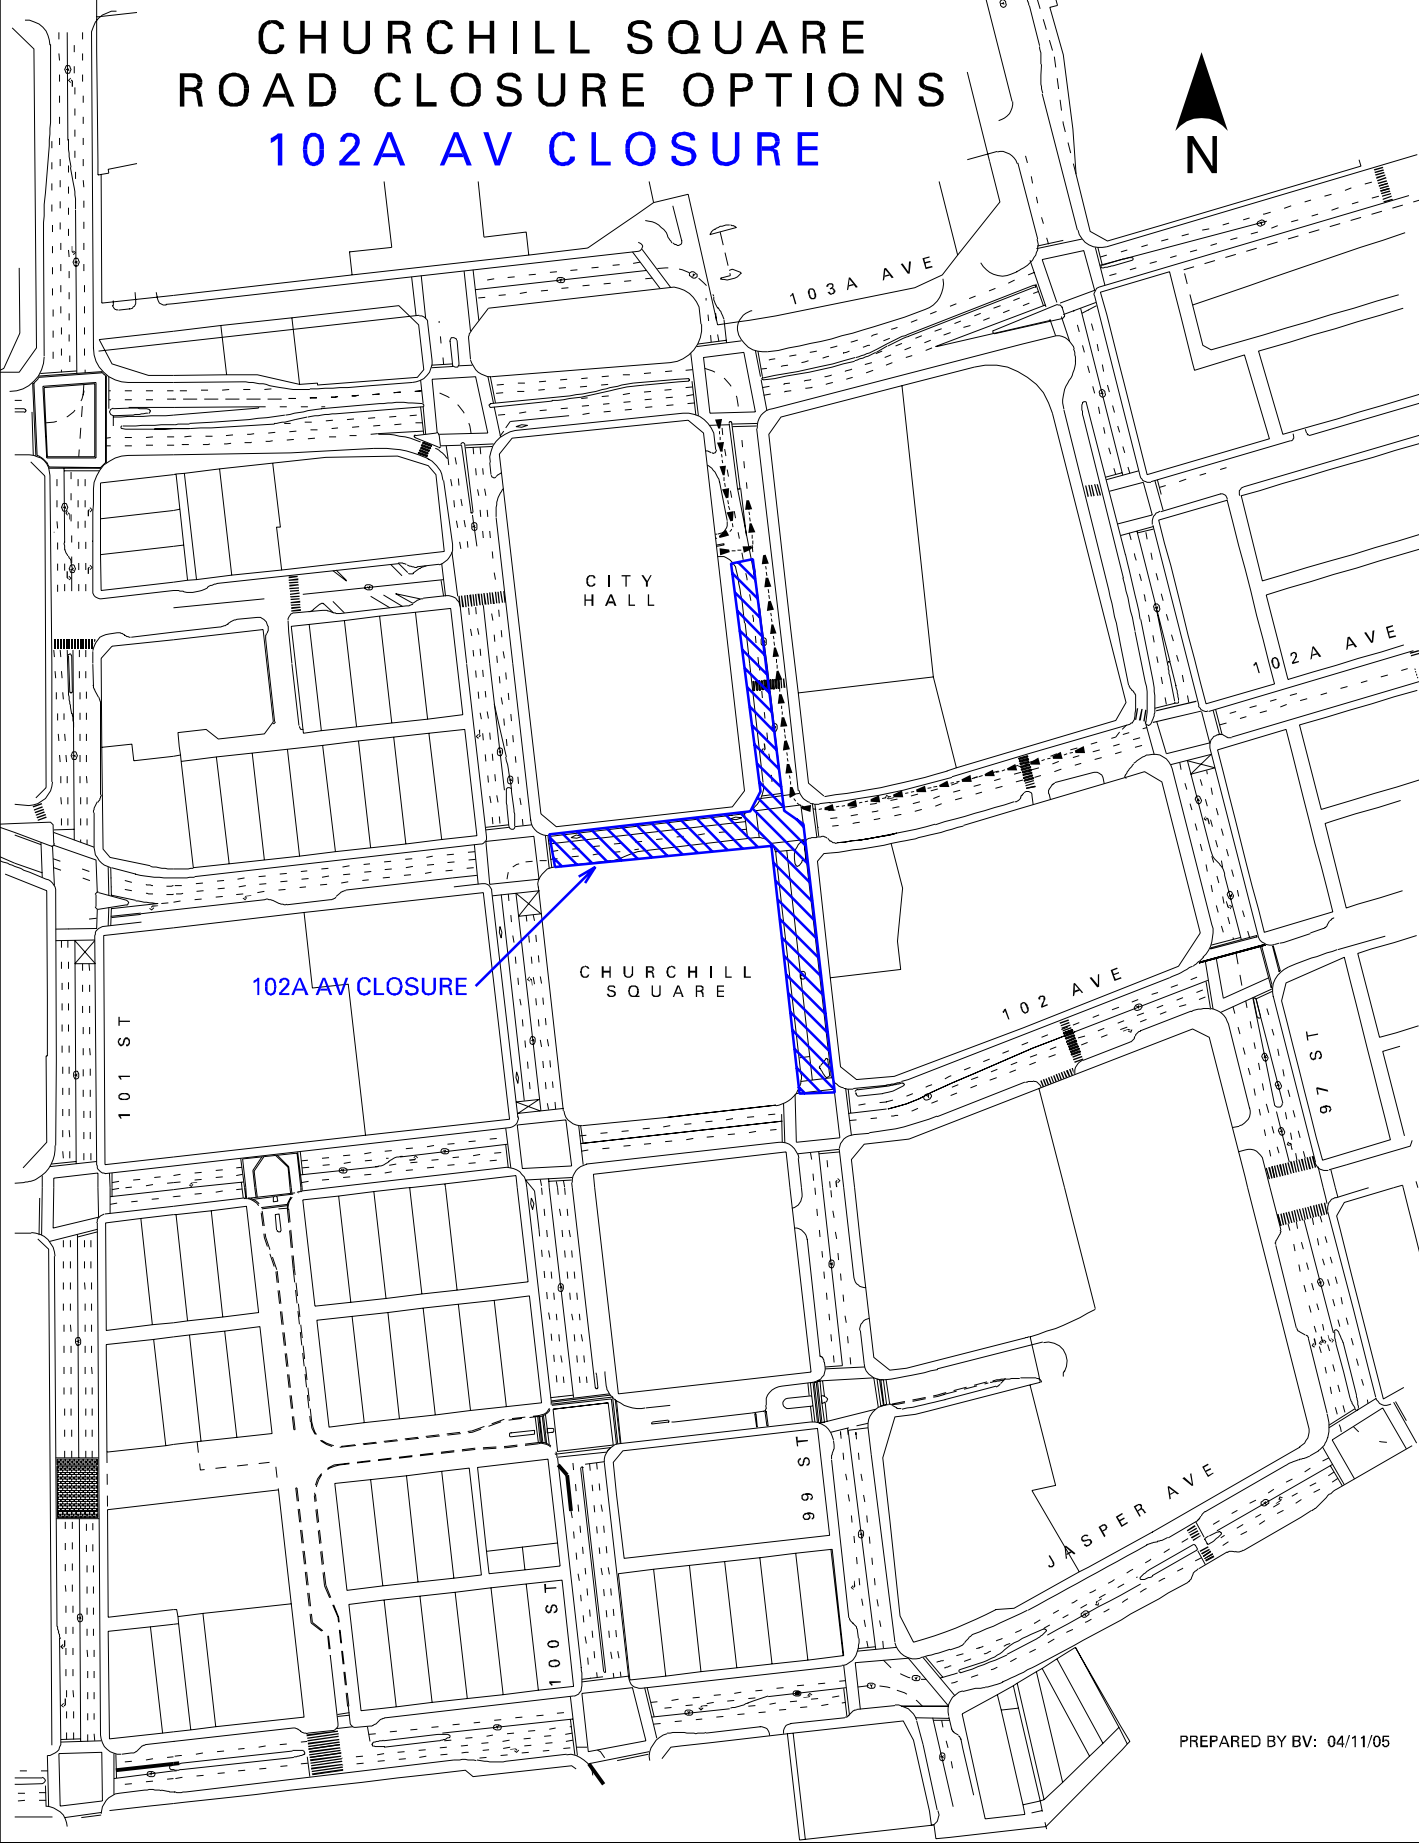 CHURCHILL SQUARE
ROAD CLOSURE OPTIONS
102A AV CLOSURE
N
103A AVE
CITY
HALL
102A AVE
102A AV CLOSURE
CHURCHILL
SQUARE
102 AVE
101 ST
97 ST
99 ST
JASPER AVE
100 ST
PREPARED BY BV: 04/11/05